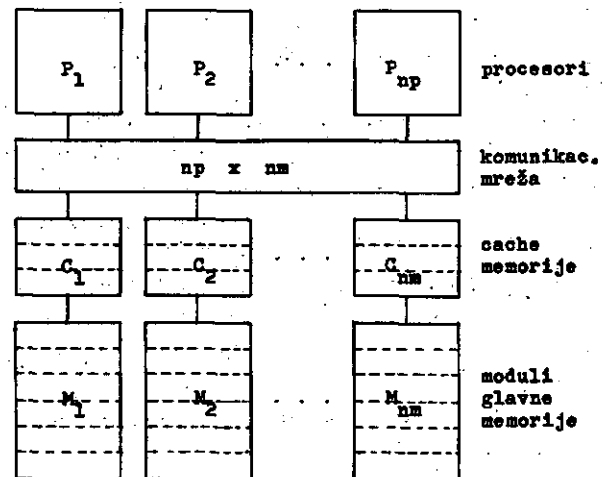 P1 P2 . . . . Pnp procesori
np x nm
komunikac.
mreža
C1 C2 . . . Cnm
cache
memorije
M1 M2 . . . Mnm
moduli
glavne
memorije